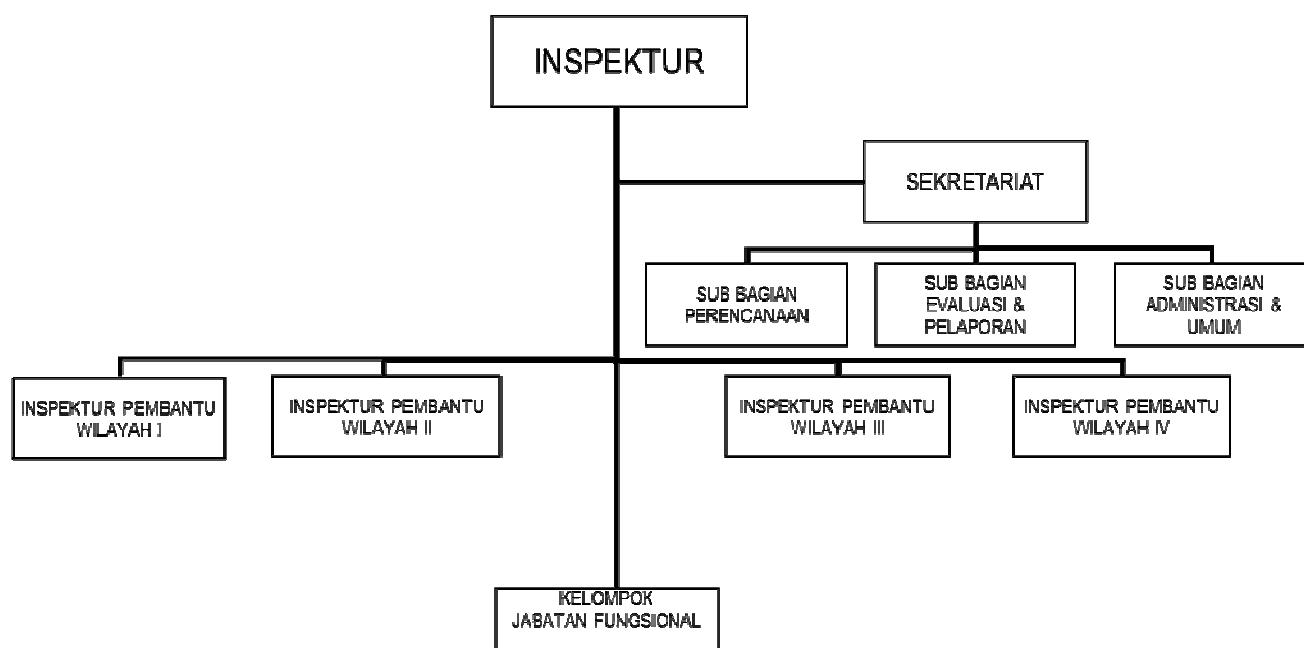 INSPEKTUR
SEKRETARIAT
SUB BAGIAN
PERENCANAAN
SUB BAGIAN
EVALUASI &
PELAPORAN
SUB BAGIAN
ADMINISTRASI &
UMUM
INSPEKTUR PEMBANTU
WILAYAH I
INSPEKTUR PEMBANTU
WILAYAH II
INSPEKTUR PEMBANTU
WILAYAH III
INSPEKTUR PEMBANTU
WILAYAH IV
KELOMPOK
JABATAN FUNGSIONAL